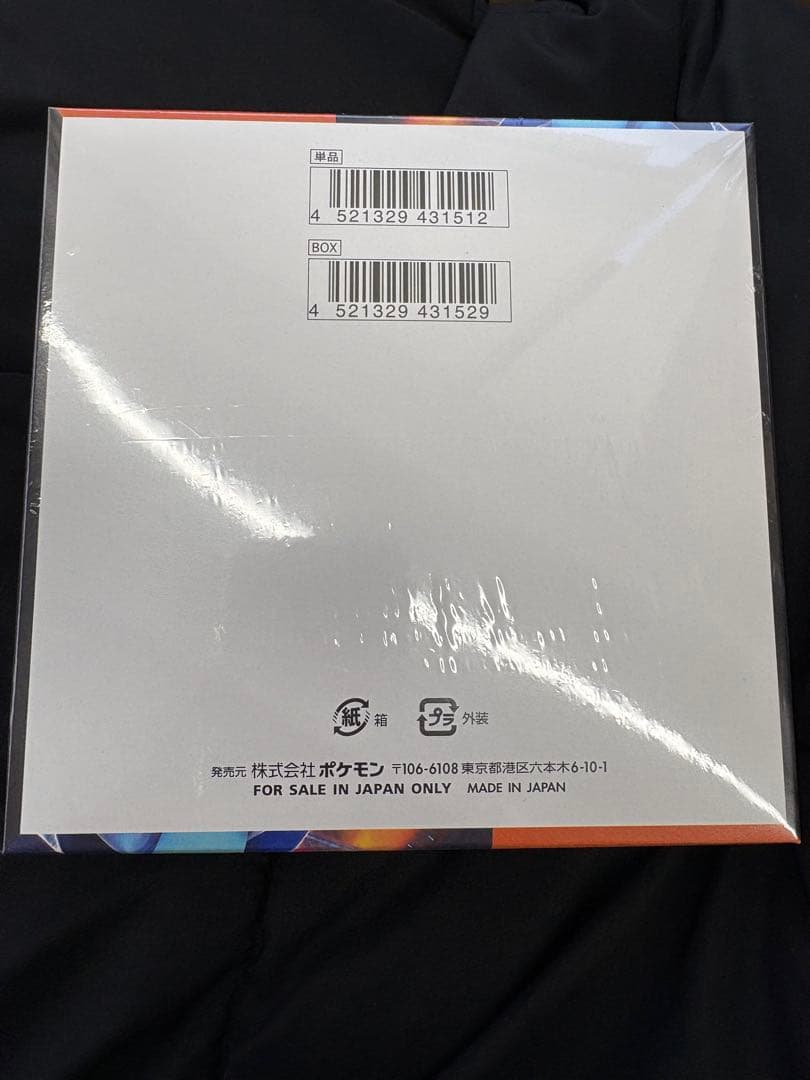 単品
4 521329 431512
BOX
4 521329 431529
紙 箱 プラ 外装
発売元 株式会社 ポケモン 〒106-6108 東京都港区六本木6-10-1
FOR SALE IN JAPAN ONLY MADE IN JAPAN